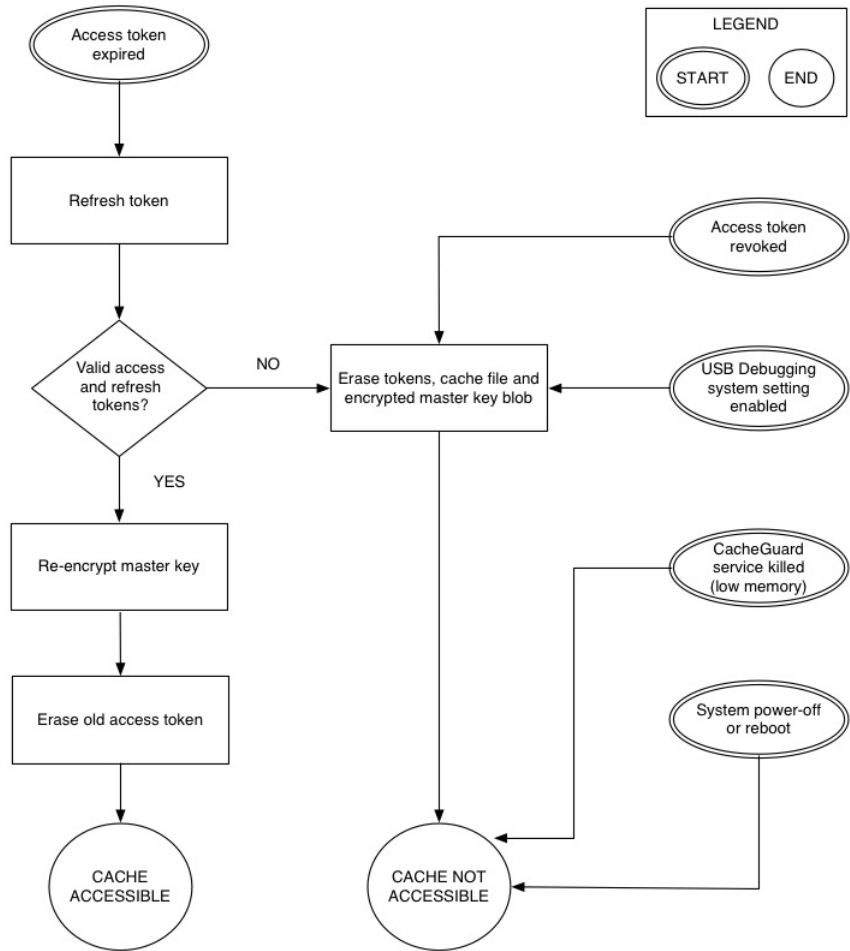 Access token
expired
LEGEND
START
END
Refresh token
Access token
revoked
Valid access
and refresh
tokens?
NO
Erase tokens, cache file and
encrypted master key blob
USB Debugging
system setting
enabled
YES
Re-encrypt master key
CacheGuard
service killed
(low memory)
Erase old access token
System power-off
or reboot
CACHE
ACCESSIBLE
CACHE NOT
ACCESSIBLE